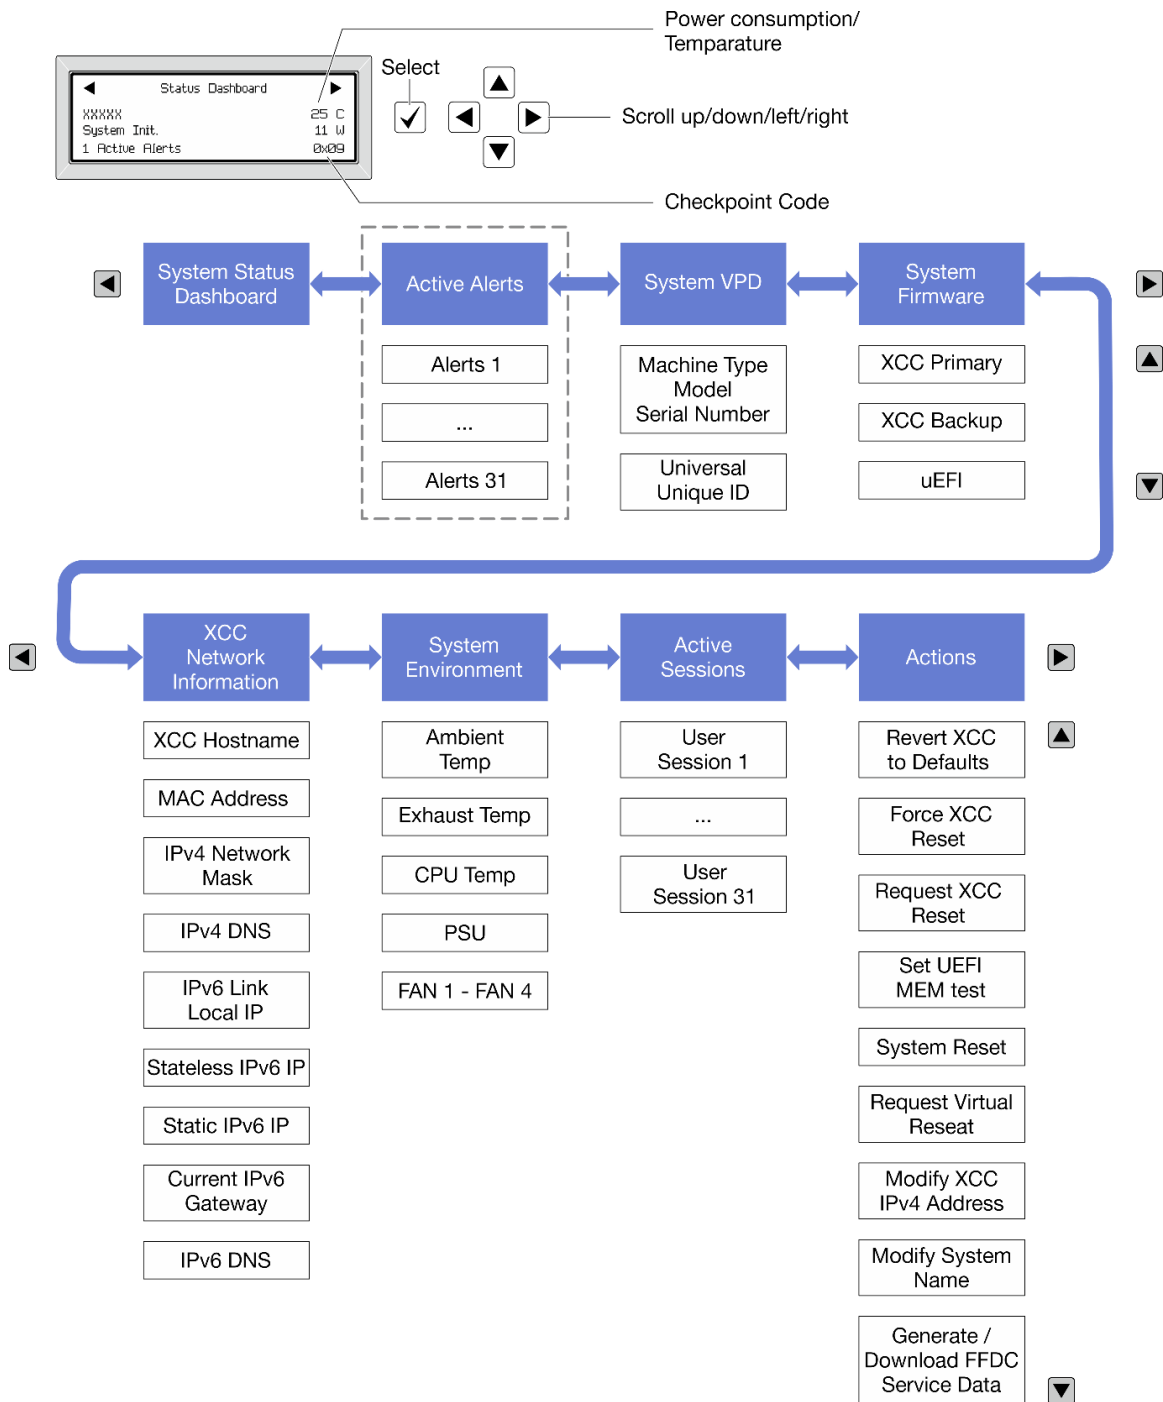 Power consumption/
Temparature
Select
Status Dashboard
XXXXX 25 C
System Init. 11 W
1 Active Alerts 0x09
Scroll up/down/left/right
Checkpoint Code
System Status
Dashboard
Active Alerts
System VPD
System
Firmware
Alerts 1
...
Alerts 31
Machine Type
Model
Serial Number
Universal
Unique ID
XCC Primary
XCC Backup
uEFI
XCC
Network
Information
System
Environment
Active
Sessions
Actions
XCC Hostname
MAC Address
IPv4 Network
Mask
IPv4 DNS
IPv6 Link
Local IP
Stateless IPv6 IP
Static IPv6 IP
Current IPv6
Gateway
IPv6 DNS
Ambient
Temp
Exhaust Temp
CPU Temp
PSU
FAN 1 - FAN 4
User
Session 1
...
User
Session 31
Revert XCC
to Defaults
Force XCC
Reset
Request XCC
Reset
Set UEFI
MEM test
System Reset
Request Virtual
Reseat
Modify XCC
IPv4 Address
Modify System
Name
Generate /
Download FFDC
Service Data